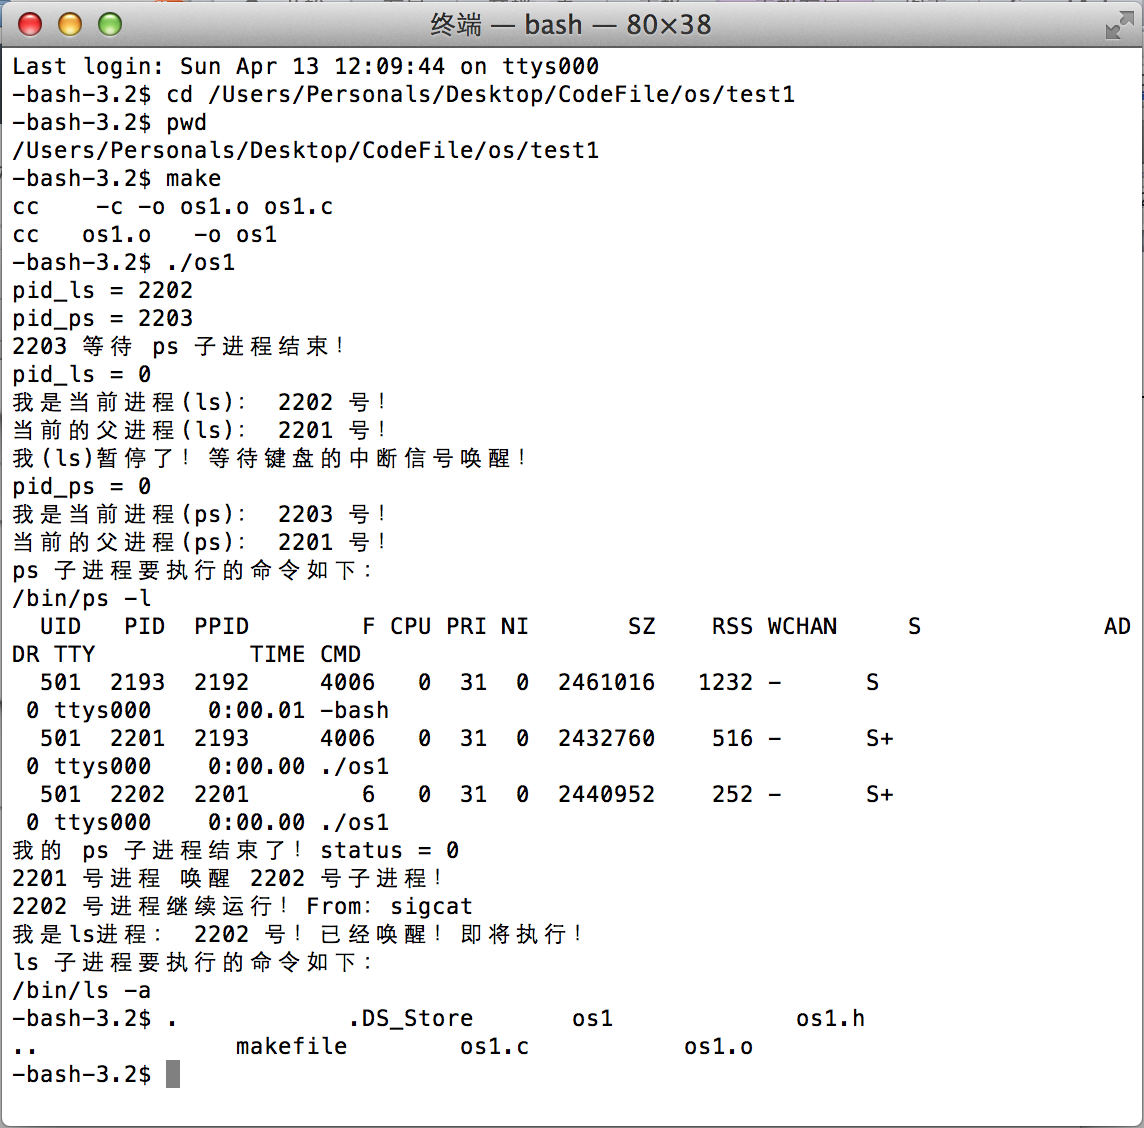 终端 — bash — 80×38
Last login: Sun Apr 13 12:09:44 on ttys000
-bash-3.2$ cd /Users/Personals/Desktop/CodeFile/os/test1
-bash-3.2$ pwd
/Users/Personals/Desktop/CodeFile/os/test1
-bash-3.2$ make
cc    -c -o os1.o os1.c
cc   os1.o   -o os1
-bash-3.2$ ./os1
pid_ls = 2202
pid_ps = 2203
2203 等待 ps 子进程结束！
pid_ls = 0
我是当前进程(ls)：  2202 号！
当前的父进程(ls)：  2201 号！
我(ls)暂停了！等待键盘的中断信号唤醒！
pid_ps = 0
我是当前进程(ps)：  2203 号！
当前的父进程(ps)：  2201 号！
ps 子进程要执行的命令如下：
/bin/ps -l
  UID   PID  PPID        F CPU PRI NI       SZ    RSS WCHAN     S             AD
DR TTY           TIME CMD
  501  2193  2192     4006   0  31  0  2461016   1232 -      S
 0 ttys000    0:00.01 -bash
  501  2201  2193     4006   0  31  0  2432760    516 -      S+
 0 ttys000    0:00.00 ./os1
  501  2202  2201        6   0  31  0  2440952    252 -      S+
 0 ttys000    0:00.00 ./os1
我的 ps 子进程结束了！status = 0
2201 号进程 唤醒 2202 号子进程！
2202 号进程继续运行！From：sigcat
我是ls进程：  2202 号！已经唤醒！即将执行！
ls 子进程要执行的命令如下：
/bin/ls -a
-bash-3.2$ .            .DS_Store       os1             os1.h
..              makefile        os1.c           os1.o
-bash-3.2$